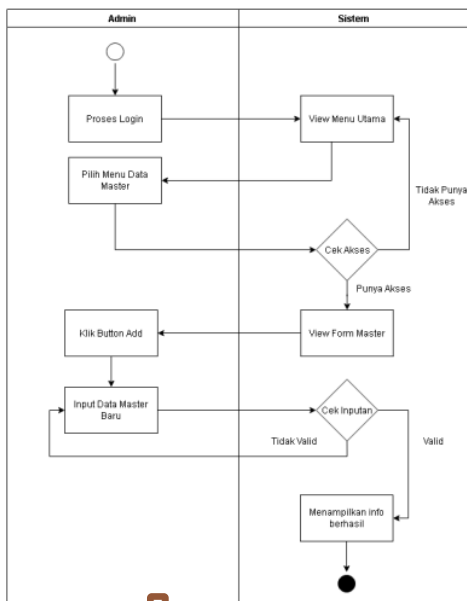 Admin
Sistem
Proses Login
View Menu Utama
Pilih Menu Data
Master
Tidak Punya
Akses
Cek Akses
Punya Akses
Klik Button Add
View Form Master
Input Data Master
Baru
Cek Inputan
Tidak Valid
Valid
Menampilkan info
berhasil